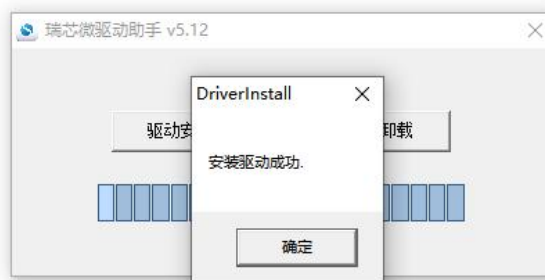 瑞芯微驱动助手 v5.12
DriverInstall
驱动安
卸载
安装驱动成功.
确定